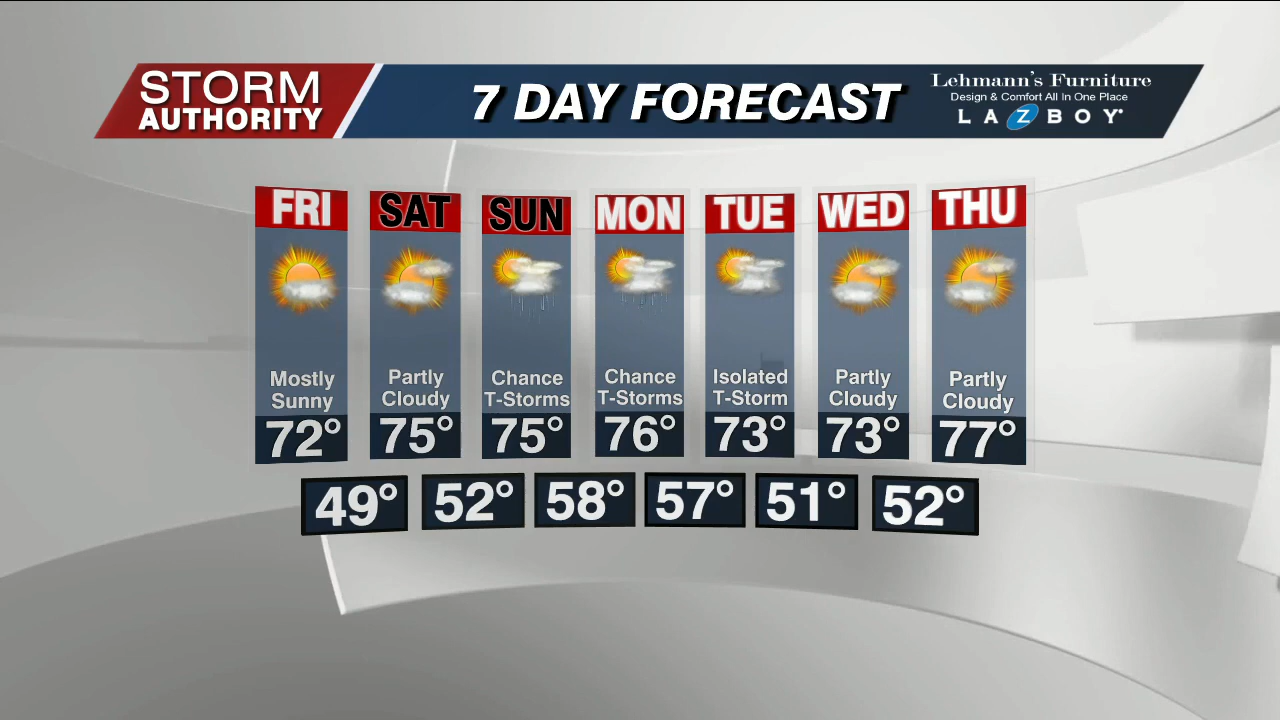 STORM
AUTHORITY
7 DAY FORECAST
Lehmann's Furniture
Design & Comfort All In One Place
LAZBOY®
FRI SAT SUN MON TUE WED THU
Mostly Partly Chance Chance Isolated Partly Partly
Sunny Cloudy T-Storms T-Storms T-Storm Cloudy Cloudy
72° 75° 75° 76° 73° 73° 77°
49° 52° 58° 57° 51° 52°